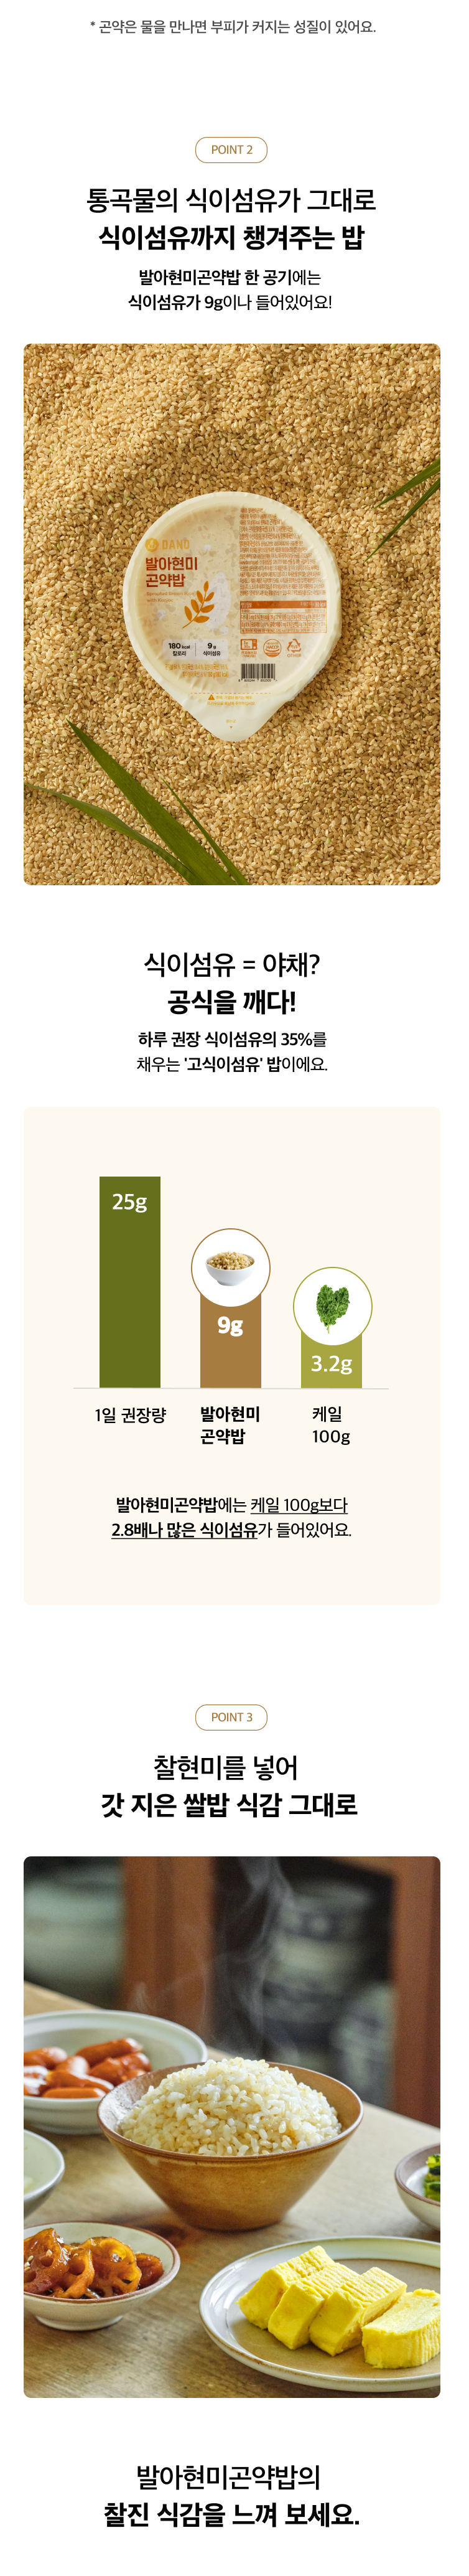 * 곤약은 물을 만나면 부피가 커지는 성질이 있어요.
POINT 2
통곡물의 식이섬유가 그대로
식이섬유까지 챙겨주는 밥
발아현미곤약밥 한 공기에는
식이섬유가 9g이나 들어있어요!
DANO
발아현미
곤약밥
180 kcal
칼로리
9 g
식이섬유
식이섬유 = 야채?
공식을 깨다!
하루 권장 식이섬유의 35%를
채우는 '고식이섬유' 밥이에요.
25g
9g
3.2g
1일 권장량
발아현미
곤약밥
케일
100g
발아현미곤약밥에는 케일 100g보다
2.8배나 많은 식이섬유가 들어있어요.
POINT 3
찰현미를 넣어
갓 지은 쌀밥 식감 그대로
발아현미곤약밥의
찰진 식감을 느껴 보세요.